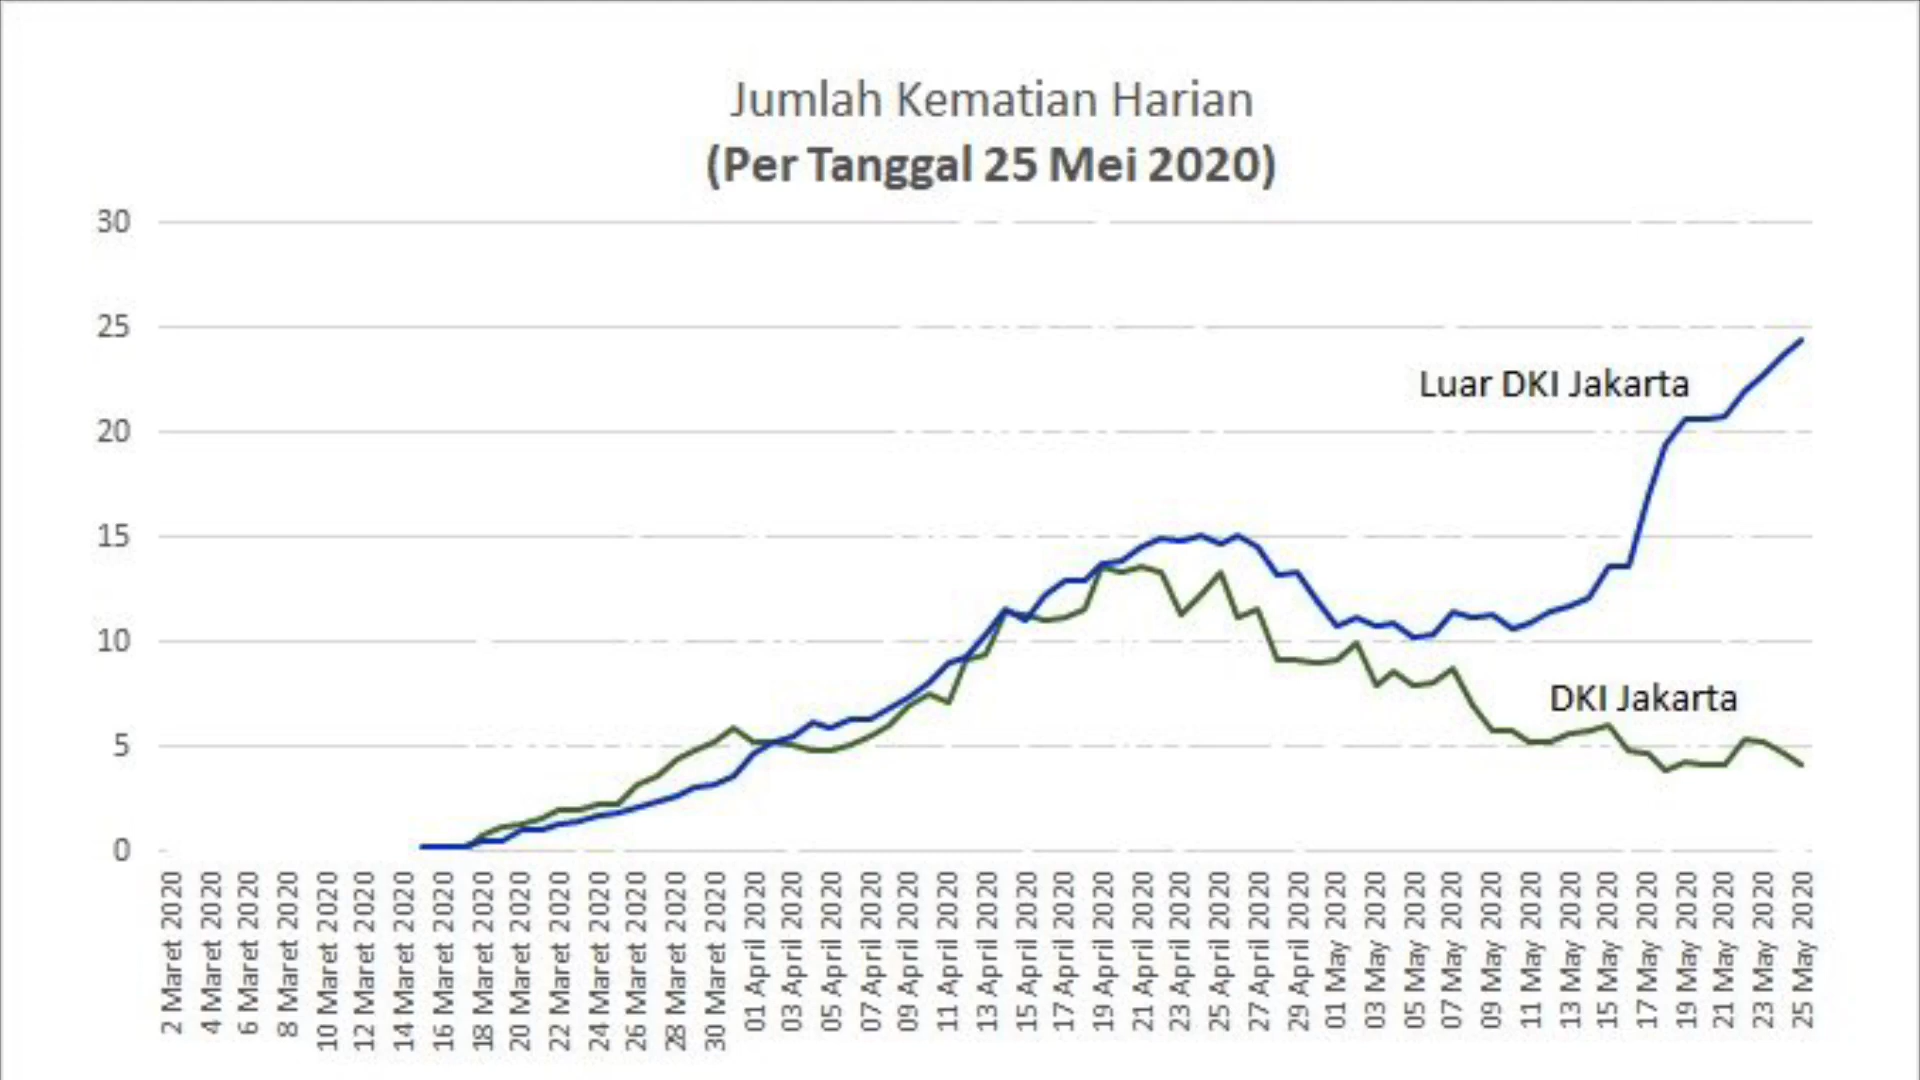 Jumlah Kematian Harian
(Per Tanggal 25 Mei 2020)
30
25
20
15
10
5
0
Luar DKI Jakarta
DKI Jakarta
2 Maret 2020
4 Maret 2020
6 Maret 2020
8 Maret 2020
10 Maret 2020
12 Maret 2020
14 Maret 2020
16 Maret 2020
18 Maret 2020
20 Maret 2020
22 Maret 2020
24 Maret 2020
26 Maret 2020
28 Maret 2020
30 Maret 2020
01 April 2020
03 April 2020
05 April 2020
07 April 2020
09 April 2020
11 April 2020
13 April 2020
15 April 2020
17 April 2020
19 April 2020
21 April 2020
23 April 2020
25 April 2020
27 April 2020
29 April 2020
01 May 2020
03 May 2020
05 May 2020
07 May 2020
09 May 2020
11 May 2020
13 May 2020
15 May 2020
17 May 2020
19 May 2020
21 May 2020
23 May 2020
25 May 2020